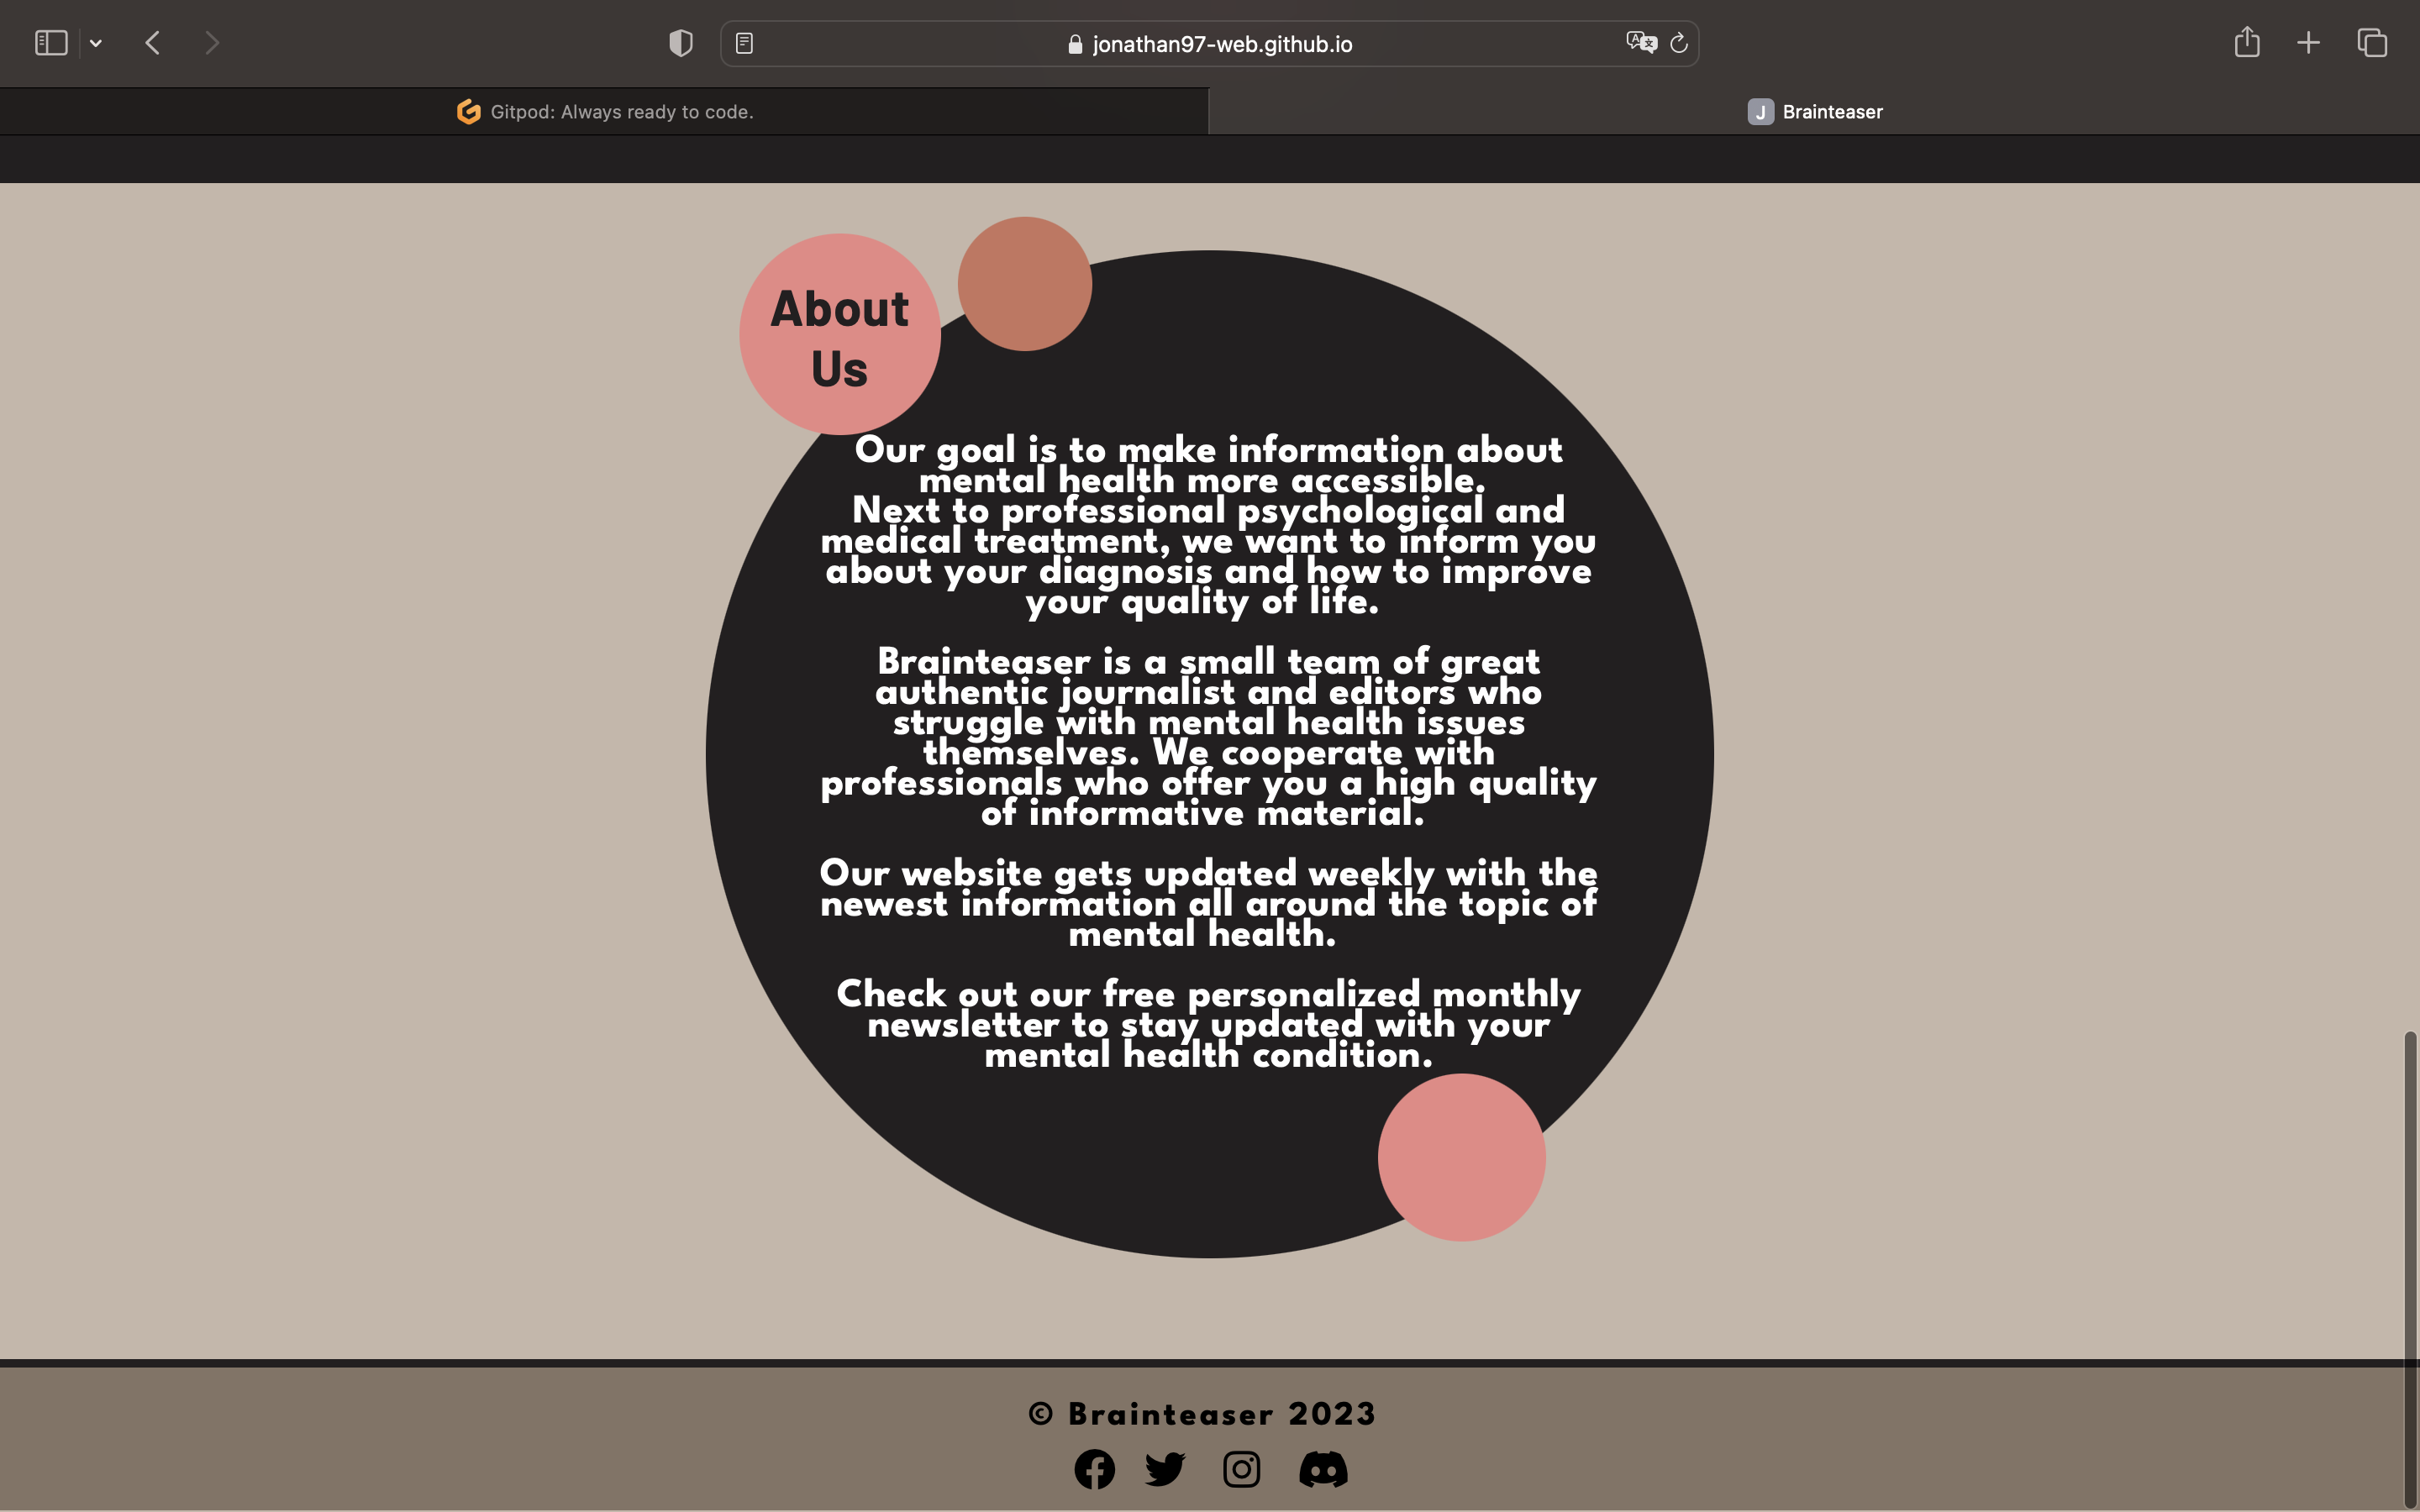 jonathan97-web.github.io
Gitpod: Always ready to code.
J Brainteaser
About
Us
Our goal is to make information about
mental health more accessible.
Next to professional psychological and
medical treatment, we want to inform you
about your diagnosis and how to improve
your quality of life.
Brainteaser is a small team of great
authentic journalist and editors who
struggle with mental health issues
themselves. We cooperate with
professionals who offer you a high quality
of informative material.
Our website gets updated weekly with the
newest information all around the topic of
mental health.
Check out our free personalized monthly
newsletter to stay updated with your
mental health condition.
© Brainteaser 2023